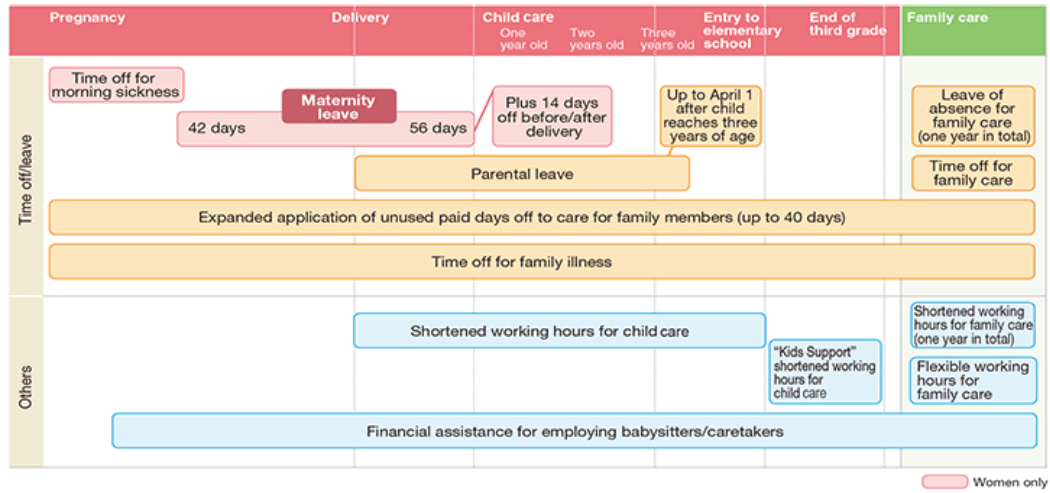 Pregnancy
Delivery
Child care
One
year old
Two
years old
Three
years old
Entry to
elementary
school
End of
third grade
Family care
Time off/leave
Time off for
morning sickness
Maternity
leave
42 days
56 days
Plus 14 days
off before/after
delivery
Up to April 1
after child
reaches three
years of age
Leave of
absence for
family care
(one year in total)
Parental leave
Time off for
family care
Expanded application of unused paid days off to care for family members (up to 40 days)
Time off for family illness
Others
Shortened working hours for child care
Shortened working
hours for family care
(one year in total)
“Kids Support”
shortened working
hours for
child care
Flexible working
hours for
family care
Financial assistance for employing babysitters/caretakers
Women only